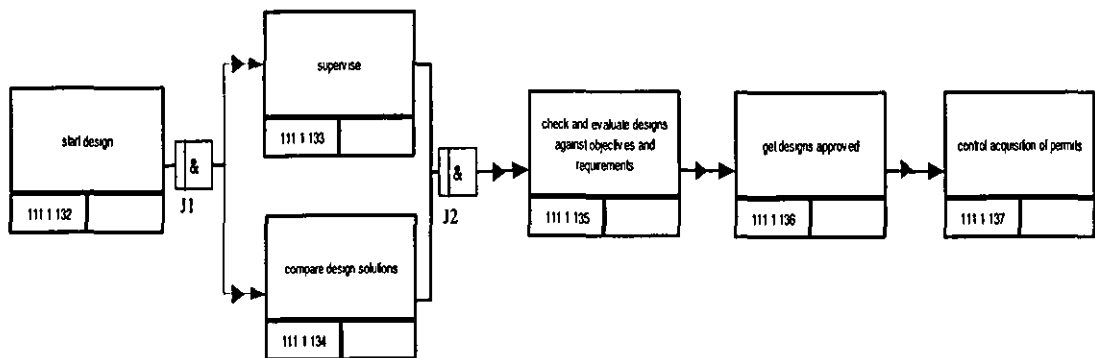 start design
111 1 132
&
J1
supervise
111 1 133
compare design solutions
111 1 134
&
J2
check and evaluate designs
against objectives and
requirements
111 1 135
get designs approved
111 1 136
control acquisition of permits
111 1 137